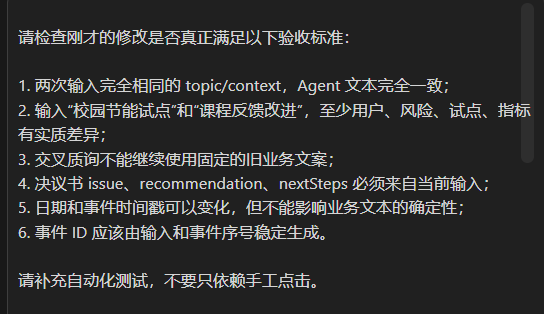 请检查刚才的修改是否真正满足以下验收标准：
1. 两次输入完全相同的 topic/context，Agent 文本完全一致；
2. 输入“校园节能试点”和“课程反馈改进”，至少用户、风险、试点、指标
有实质差异；
3. 交叉质询不能继续使用固定的旧业务文案；
4. 决议书 issue、recommendation、nextSteps 必须来自当前输入；
5. 日期和事件时间戳可以变化，但不能影响业务文本的确定性；
6. 事件 ID 应该由输入和事件序号稳定生成。
请补充自动化测试，不要只依赖手工点击。